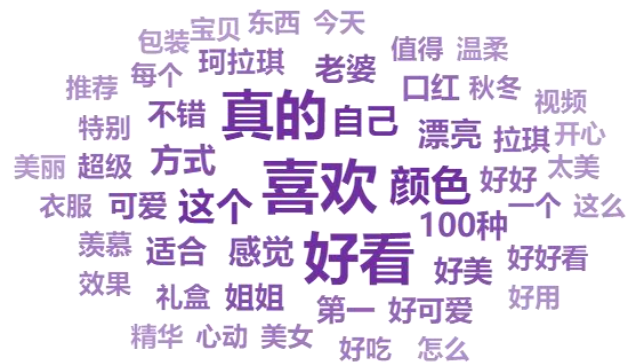 东西 今天
包装 宝贝
珂拉琪 老婆 值得 温柔
推荐 每个 口红 秋冬 视频
特别 不错 真的 自己 漂亮 拉琪 开心
美丽 超级 方式 喜欢 颜色 好好 太美
衣服 可爱 这个 一个 这么
100种
羡慕 适合 感觉 好看 好美 好好看
效果 礼盒 姐姐 第一 好可爱 好用
精华 心动 美女 好吃 怎么